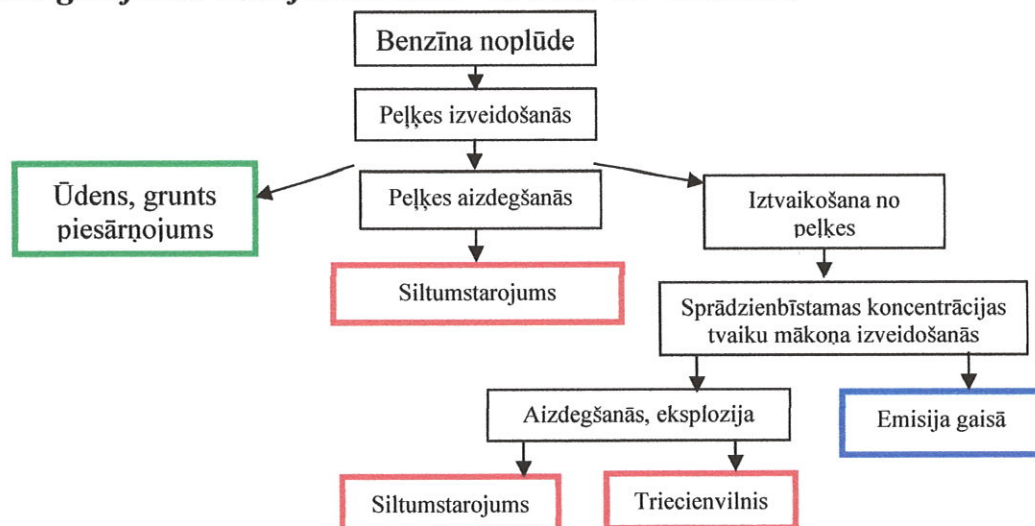 Benzīna noplūde
Peļķes izveidošanās
Ūdens, grunts
piesārņojums
Peļķes aizdegšanās
Iztvaikošana no
peļķes
Siltumstarojums
Sprādzienbīstamas koncentrācijas
tvaiku mākoņa izveidošanās
Aizdegšanās, eksplozija
Emisija gaisā
Siltumstarojums
Triecienvilnis